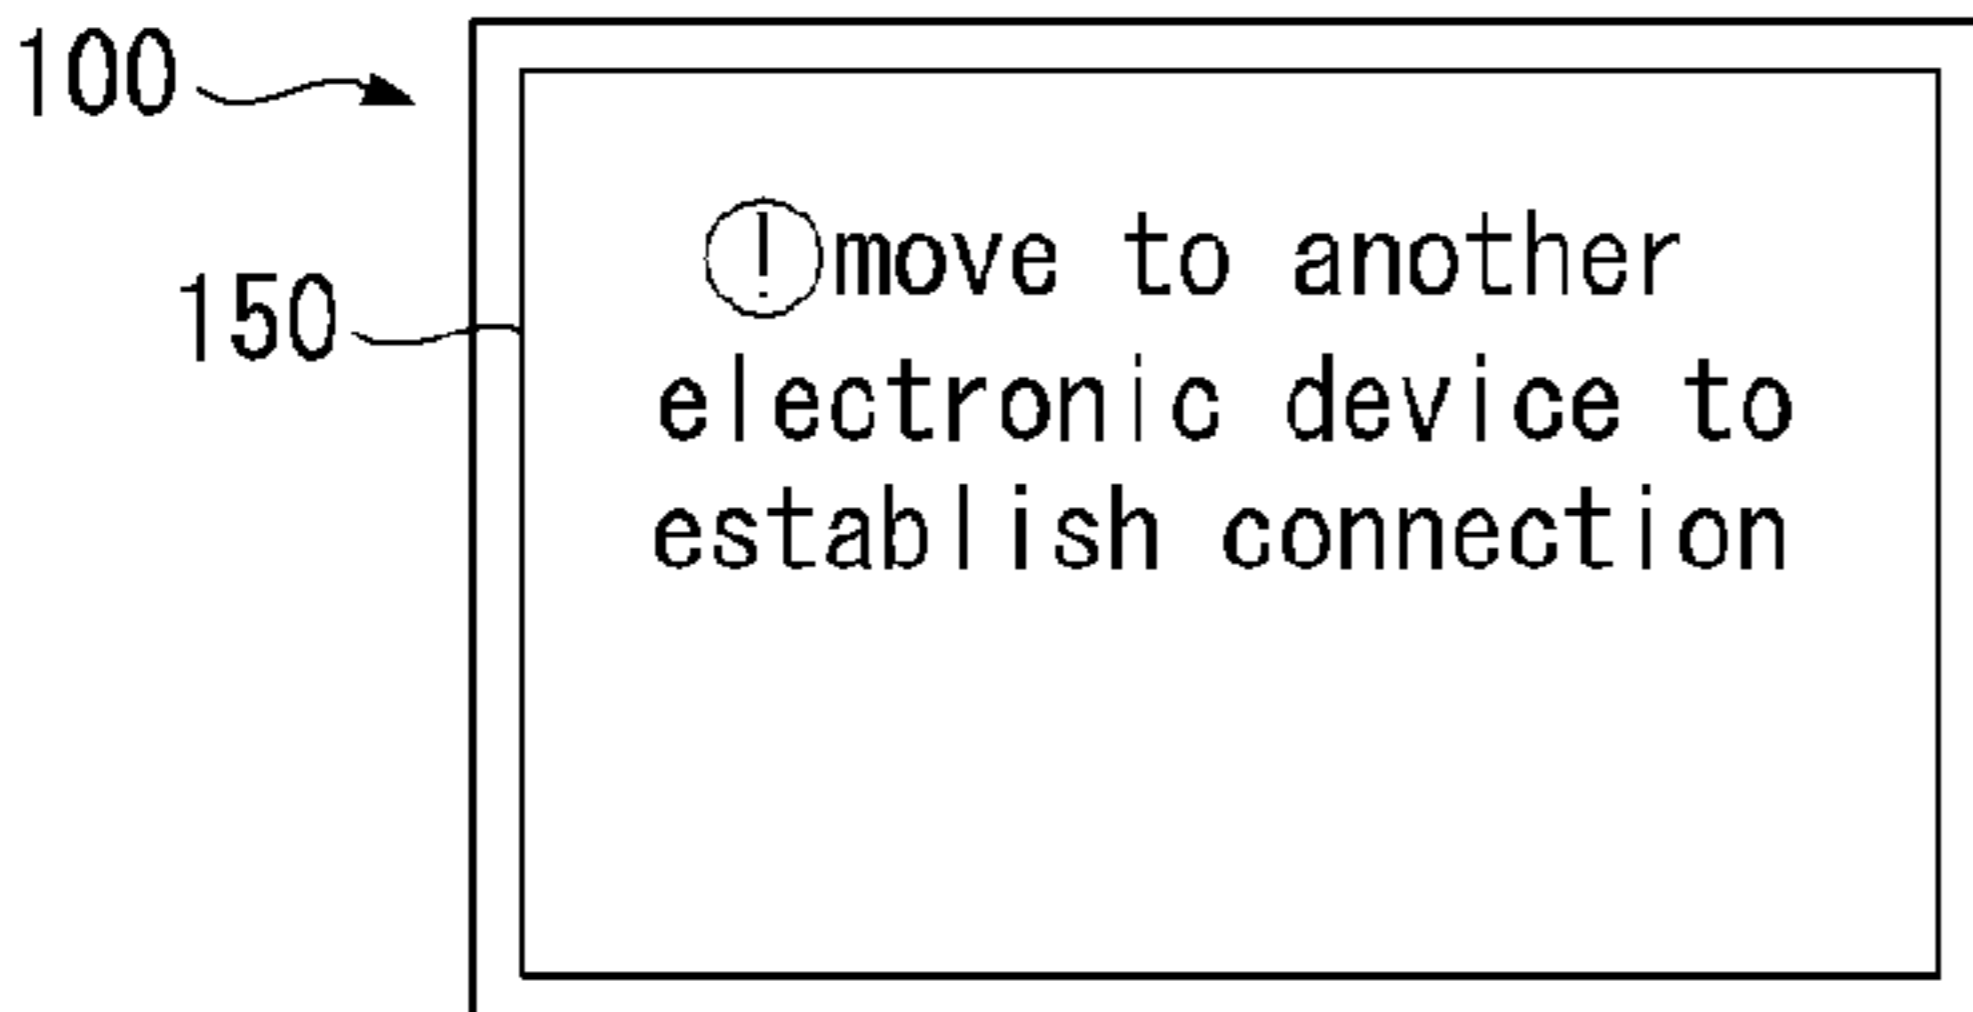 100
! move to another
150
electronic device to
establish connection